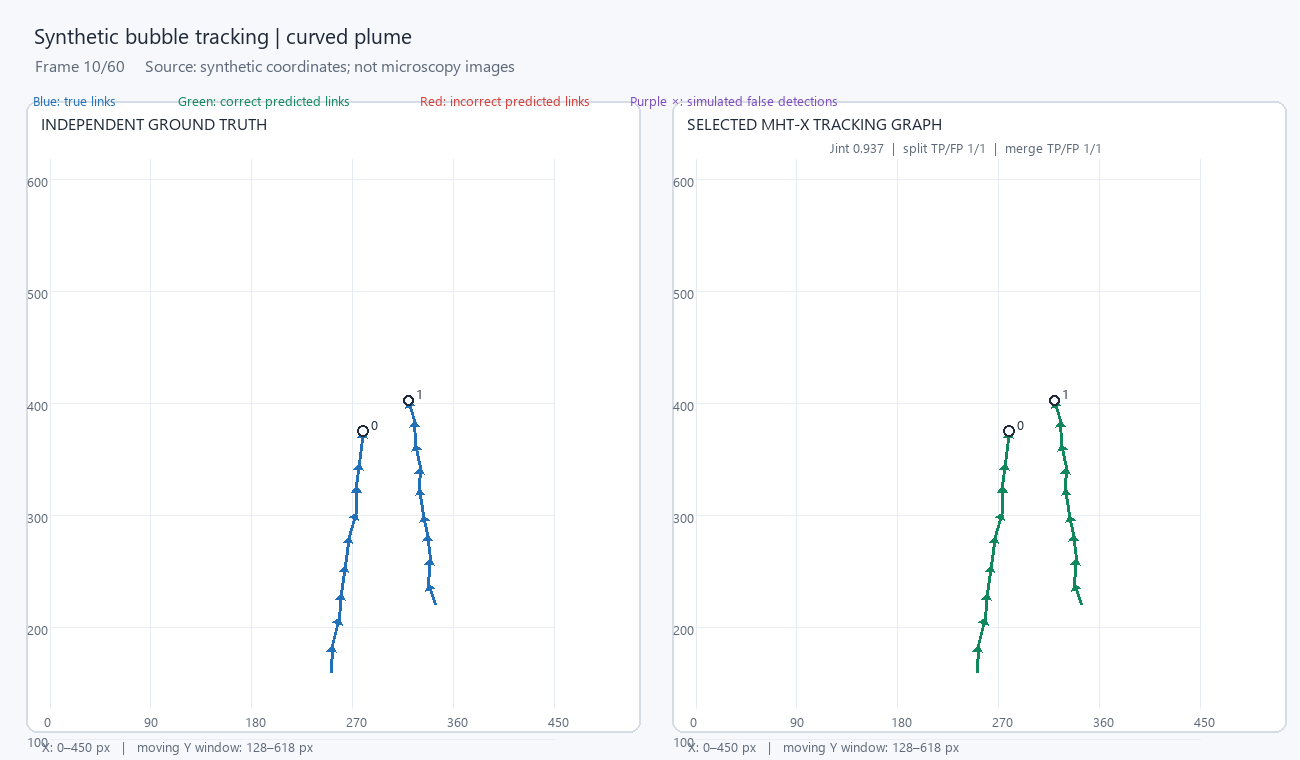 Synthetic bubble tracking | curved plume
Frame 10/60 Source: synthetic coordinates; not microscopy images
Blue: true links Green: correct predicted links Red: incorrect predicted links Purple ×: simulated false detections
INDEPENDENT GROUND TRUTH
600
500
400
300
200
100
1
0
0 90 180 270 360 450
X: 0–450 px | moving Y window: 128–618 px
SELECTED MHT-X TRACKING GRAPH
Jint 0.937 | split TP/FP 1/1 | merge TP/FP 1/1
600
500
400
300
200
100
1
0
0 90 180 270 360 450
X: 0–450 px | moving Y window: 128–618 px